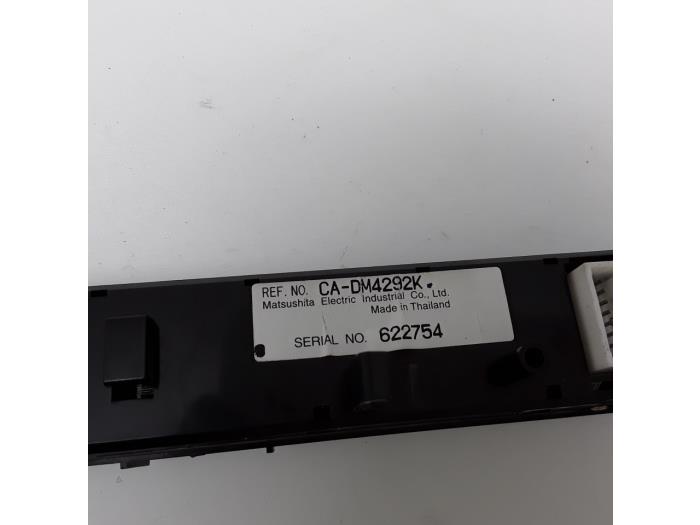 REF. NO. CA-DM4292K.
Matsushita Electric Industrial Co., Ltd.
Made in Thailand
SERIAL NO. 622754